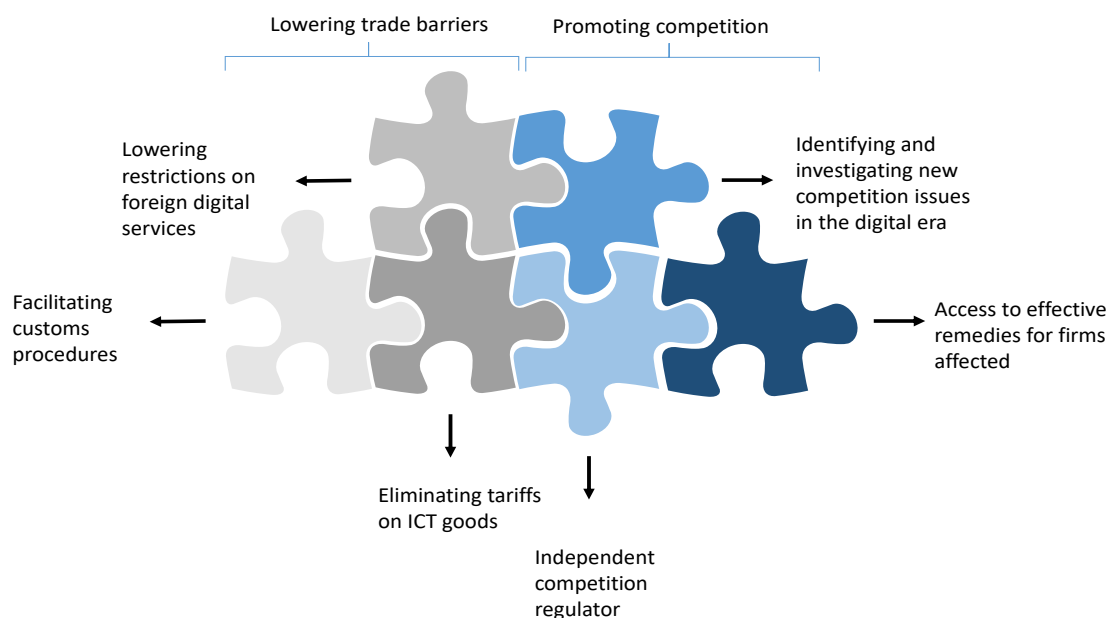 Lowering trade barriers
Promoting competition
Lowering
restrictions on
foreign digital
services
Identifying and
investigating new
competition issues
in the digital era
Facilitating
customs
procedures
Access to effective
remedies for firms
affected
Eliminating tariffs
on ICT goods
Independent
competition
regulator